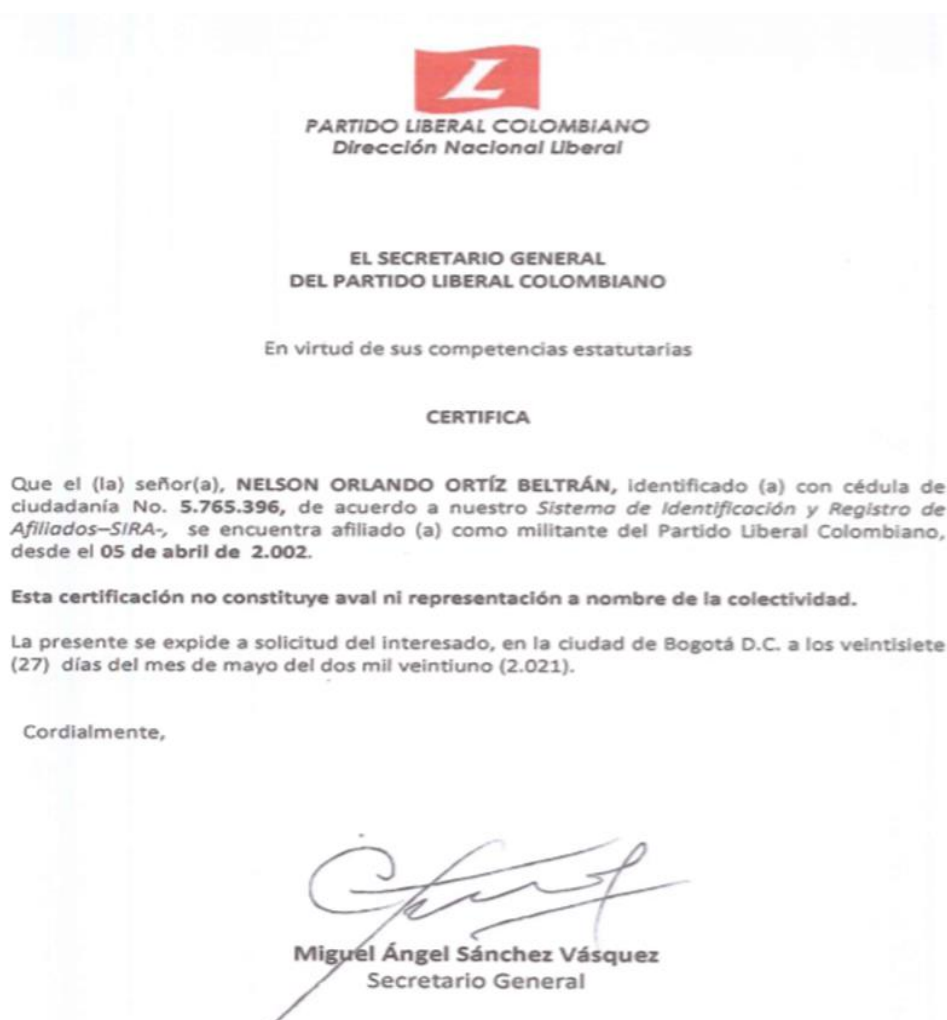 L
PARTIDO LIBERAL COLOMBIANO
Dirección Nacional Liberal
EL SECRETARIO GENERAL
DEL PARTIDO LIBERAL COLOMBIANO
En virtud de sus competencias estatutarias
CERTIFICA
Que el (la) señor(a), NELSON ORLANDO ORTÍZ BELTRÁN, identificado (a) con cédula de
ciudadanía No. 5.765.396, de acuerdo a nuestro Sistema de Identificación y Registro de
Afiliados–SIRA-, se encuentra afiliado (a) como militante del Partido Liberal Colombiano,
desde el 05 de abril de 2.002.
Esta certificación no constituye aval ni representación a nombre de la colectividad.
La presente se expide a solicitud del interesado, en la ciudad de Bogotá D.C. a los veintisiete
(27) días del mes de mayo del dos mil veintiuno (2.021).
Cordialmente,
Miguel Ángel Sánchez Vásquez
Secretario General